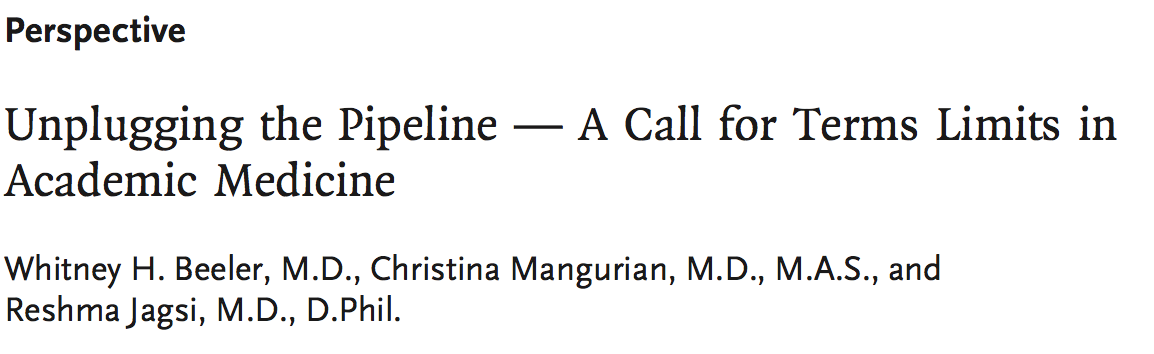 Perspective
Unplugging the Pipeline — A Call for Terms Limits in
Academic Medicine
Whitney H. Beeler, M.D., Christina Mangurian, M.D., M.A.S., and
Reshma Jagsi, M.D., D.Phil.